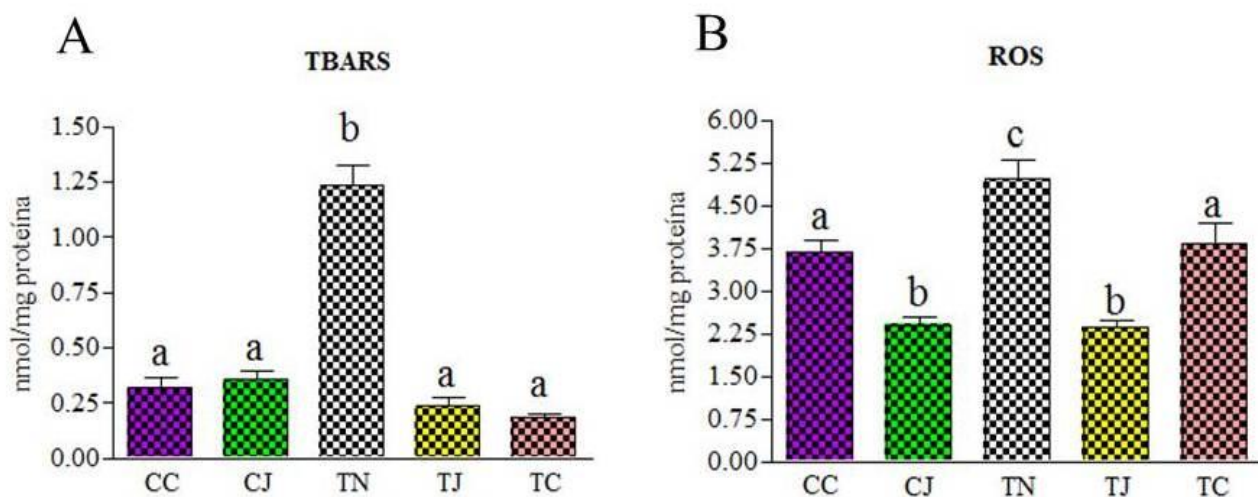 A
TBARS
nmol/mg proteína
1.50
1.25
1.00
0.75
0.50
0.25
0.00
a
a
b
a
a
CC
CJ
TN
TJ
TC
B
ROS
nmol/mg proteína
6.00
5.25
4.50
3.75
3.00
2.25
1.50
0.75
0.00
a
b
c
b
a
CC
CJ
TN
TJ
TC